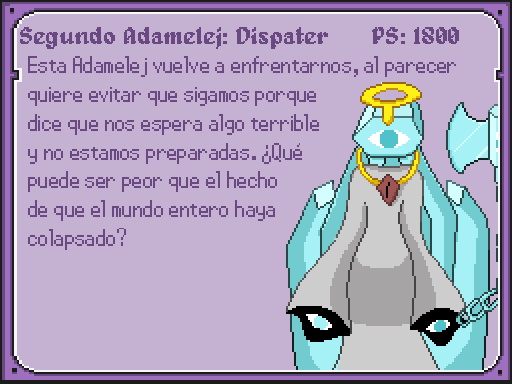 Segundo Adamelej: Dispater PS: 1800
Esta Adamelej vuelve a enfrentarnos, al parecer
quiere evitar que sigamos porque
dice que nos espera algo terrible
y no estamos preparadas. ¿Qué
puede ser peor que el hecho
de que el mundo entero haya
colapsado?